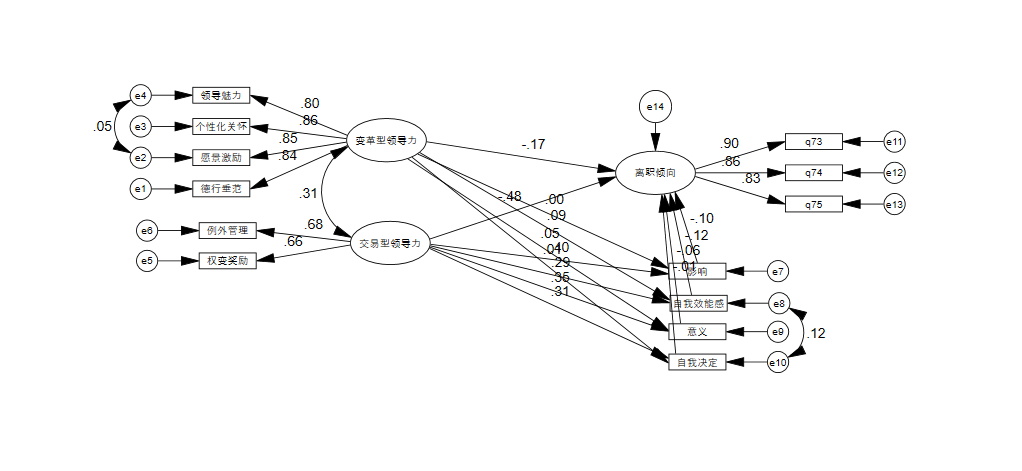 e4
领导魅力
.80
e14
.05
e3
个性化关怀
.86
变革型领导力
-.17
.90
q73
e11
.85
.86
e2
愿景激励
.84
离职倾向
q74
e12
e1
德行垂范
.83
.31
-.48
.00
q75
e13
.09
-.10
e6
例外管理
.68
.05
-.12
.66
交易型领导力
.40
.01
-.06
e5
权变奖励
.29
-.01
影响
e7
.35
.31
自我效能感
e8
意义
e9
.12
自我决定
e10